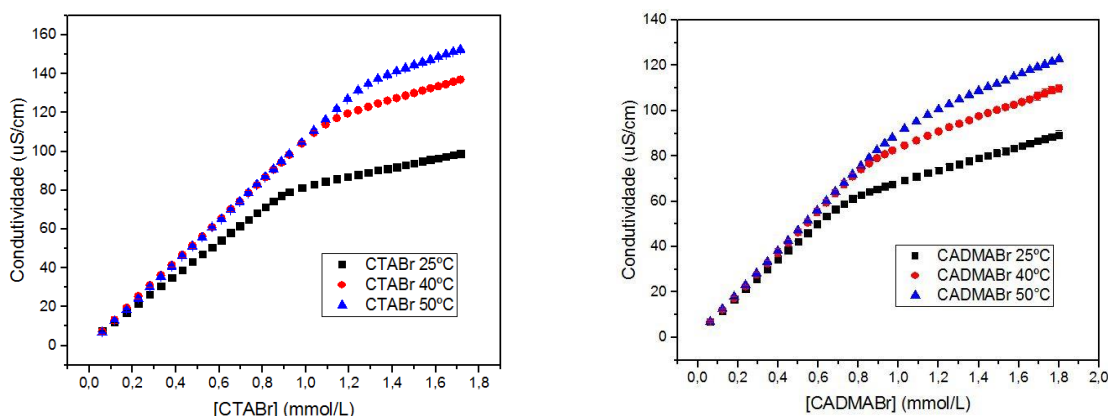 Condutividade (uS/cm)
160
140
120
100
80
60
40
20
0
CTABr 25ºC
CTABr 40ºC
CTABr 50ºC
0,0 0,2 0,4 0,6 0,8 1,0 1,2 1,4 1,6 1,8
[CTABr] (mmol/L)
Condutividade (uS/cm)
140
120
100
80
60
40
20
0
CADMABr 25ºC
CADMABr 40ºC
CADMABr 50°C
0,0 0,2 0,4 0,6 0,8 1,0 1,2 1,4 1,6 1,8 2,0
[CADMABr] (mmol/L)